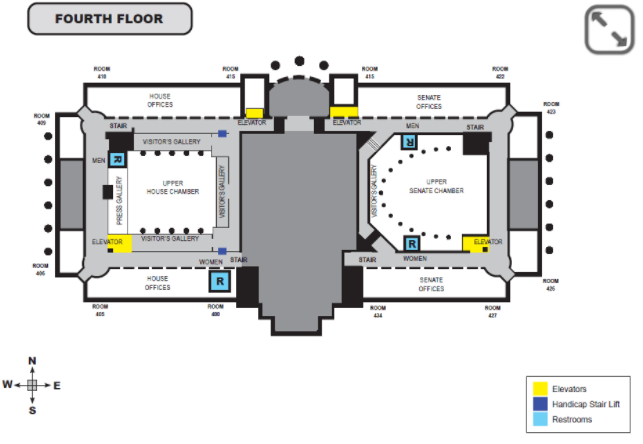 FOURTH FLOOR
ROOM
410
ROOM
415
ROOM
415
ROOM
422
HOUSE
OFFICES
SENATE
OFFICES
ROOM
409
ROOM
423
STAIR
ELEVATOR
ELEVATOR
MEN
STAIR
VISITOR'S GALLERY
R
R
MEN
PRESS GALLERY
UPPER
HOUSE CHAMBER
VISITOR'S GALLERY
VISITOR'S GALLERY
UPPER
SENATE CHAMBER
VISITOR'S GALLERY
ELEVATOR
R
ELEVATOR
WOMEN
STAIR
STAIR
WOMEN
ROOM
405
R
ROOM
426
HOUSE
OFFICES
SENATE
OFFICES
ROOM
ROOM
400
ROOM
434
ROOM
427
N
W
E
S
Elevators
Handicap Stair Lift
Restrooms